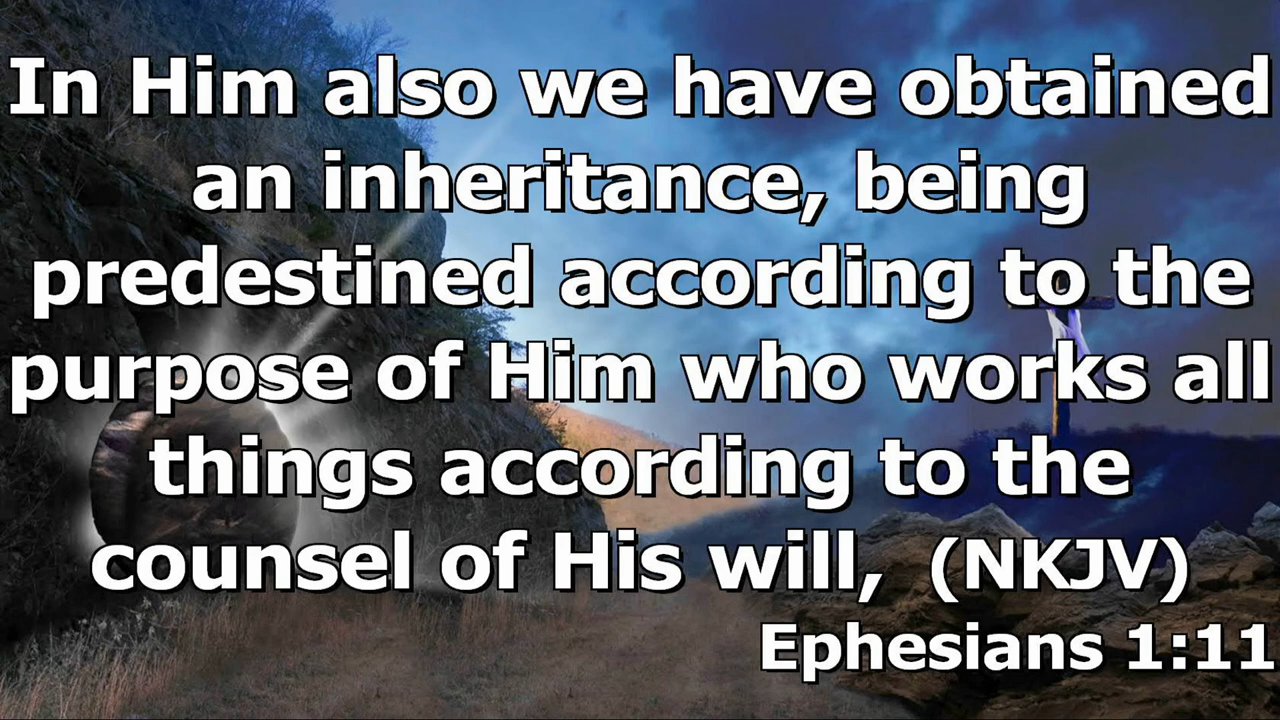 In Him also we have obtained
an inheritance, being
predestined according to the
purpose of Him who works all
things according to the
counsel of His will, (NKJV)
Ephesians 1:11